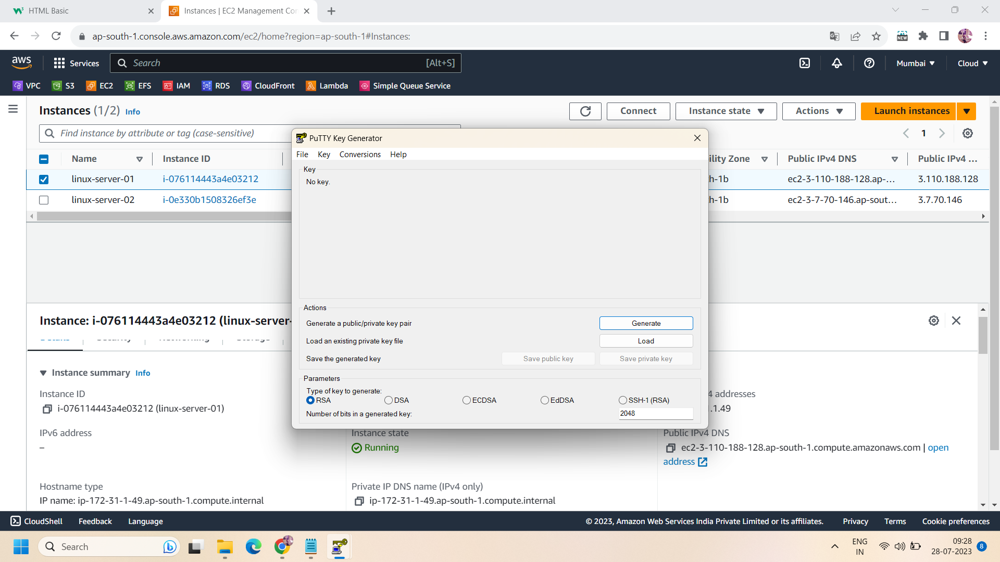 HTML Basic
Instances | EC2 Management Con
ap-south-1.console.aws.amazon.com/ec2/home?region=ap-south-1#Instances:
NEW
aws
Services
Search
[Alt+S]
Mumbai
Cloud
VPC
S3
EC2
EFS
IAM
RDS
CloudFront
Lambda
Simple Queue Service
Instances (1/2) Info
Connect
Instance state
Actions
Launch instances
Find instance by attribute or tag (case-sensitive)
1
Name
Instance ID
ility Zone
Public IPv4 DNS
Public IPv4 ...
linux-server-01
i-076114443a4e03212
h-1b
ec2-3-110-188-128.ap-...
3.110.188.128
linux-server-02
i-0e330b1508326ef3e
h-1b
ec2-3-7-70-146.ap-sout...
3.7.70.146
PuTTY Key Generator
File
Key
Conversions
Help
Key
No key.
Actions
Generate a public/private key pair
Generate
Load an existing private key file
Load
Save the generated key
Save public key
Save private key
Parameters
Type of key to generate:
RSA
DSA
ECDSA
EdDSA
SSH-1 (RSA)
Number of bits in a generated key:
2048
Instance: i-076114443a4e03212 (linux-server-
Instance summary Info
Instance ID
i-076114443a4e03212 (linux-server-01)
4 addresses
.1.49
IPv6 address
–
Instance state
Running
Public IPv4 DNS
ec2-3-110-188-128.ap-south-1.compute.amazonaws.com | open
address
Hostname type
IP name: ip-172-31-1-49.ap-south-1.compute.internal
Private IP DNS name (IPv4 only)
ip-172-31-1-49.ap-south-1.compute.internal
CloudShell
Feedback
Language
© 2023, Amazon Web Services India Private Limited or its affiliates.
Privacy
Terms
Cookie preferences
Search
ENG
IN
09:28
28-07-2023
8